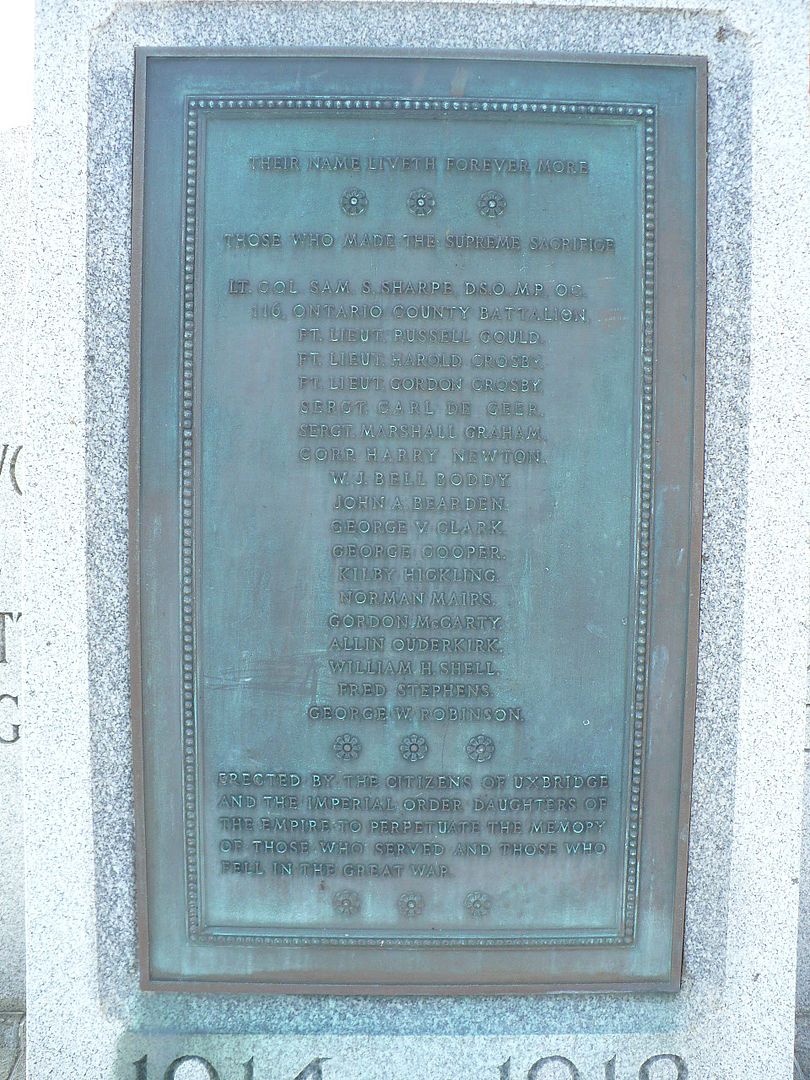 THEIR NAME LIVETH FOREVER MORE
THOSE WHO MADE THE SUPREME SACRIFICE
LT. COL. SAM. S. SHARPE, D.S.O. M.P., O.C.
116, ONTARIO COUNTY BATTALION,
FT. LIEUT. RUSSELL GOULD.
FT. LIEUT. HAROLD CROSBY.
FT. LIEUT. GORDON CROSBY.
SERGT. CARL DE GEER.
SERGT. MARSHALL GRAHAM.
CORP. HARRY NEWTON.
W. J. BELL BODDY.
JOHN A. BEARDEN.
GEORGE V. CLARK.
GEORGE COOPER.
KILBY HICKLING.
NORMAN MAIRS.
GORDON McCARTY.
ALLIN OUDERKIRK.
WILLIAM H. SHELL.
FRED STEPHENS.
GEORGE W. ROBINSON.
ERECTED BY THE CITIZENS OF UXBRIDGE
AND THE IMPERIAL ORDER DAUGHTERS OF
THE EMPIRE TO PERPETUATE THE MEMORY
OF THOSE WHO SERVED AND THOSE WHO
FELL IN THE GREAT WAR.
1914 1918